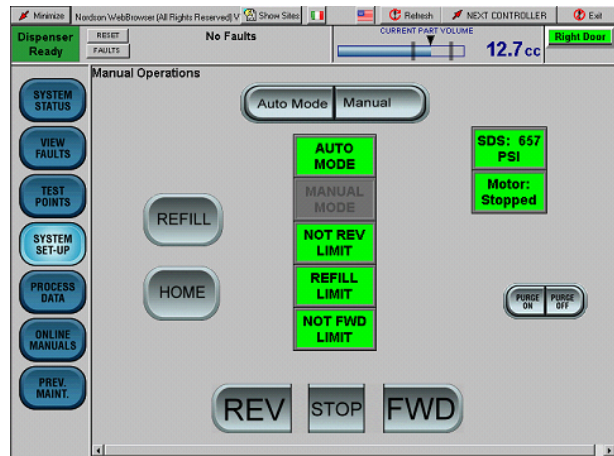 Minimize
Nordson WebBrowser (All Rights Reserved) V
Show Sites
Refresh
NEXT CONTROLLER
Exit
Dispenser
Ready
RESET
FAULTS
No Faults
CURRENT PART VOLUME
12.7 cc
Right Door
Manual Operations
SYSTEM
STATUS
VIEW
FAULTS
TEST
POINTS
SYSTEM
SET-UP
PROCESS
DATA
ONLINE
MANUALS
PREV.
MAINT.
Auto Mode
Manual
AUTO
MODE
MANUAL
MODE
NOT REV
LIMIT
REFILL
LIMIT
NOT FWD
LIMIT
SDS: 657
PSI
Motor:
Stopped
REFILL
HOME
PURGE
ON
PURGE
OFF
REV
STOP
FWD